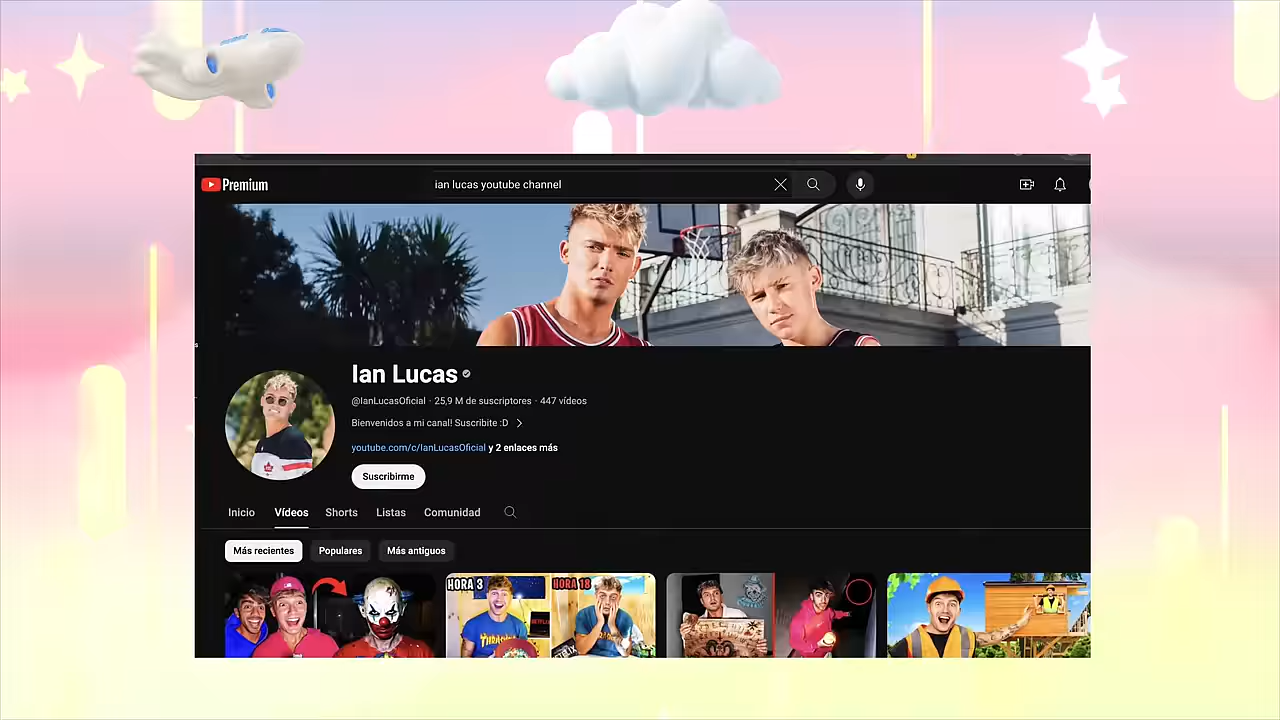 Premium
ian lucas youtube channel
Ian Lucas
@IanLucasOficial · 25,9 M de suscriptores · 447 vídeos
Bienvenidos a mi canal! Suscribite :D
youtube.com/c/IanLucasOficial y 2 enlaces más
Suscribirme
Inicio Vídeos Shorts Listas Comunidad
Más recientes Populares Más antiguos
HORA 3 HORA 18
NETFLIX
THRASHER